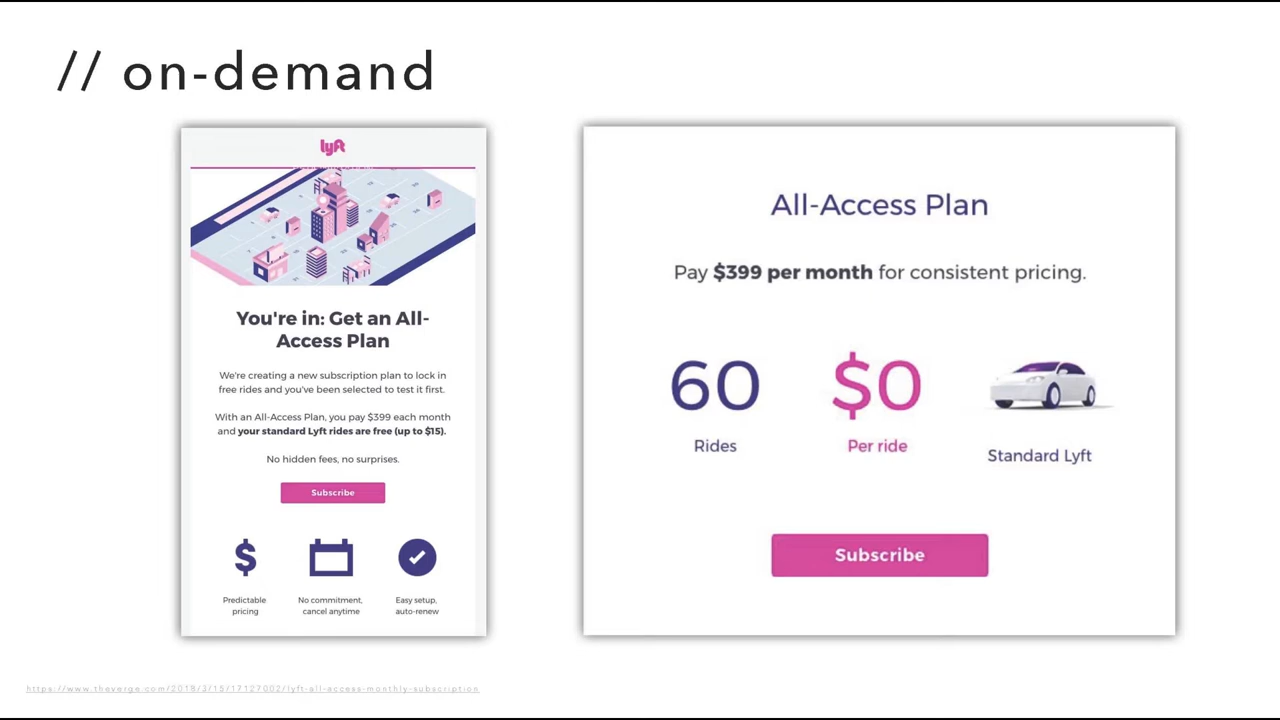 // on-demand
lyft
You're in: Get an All-
Access Plan
We're creating a new subscription plan to lock in
free rides and you've been selected to test it first.
With an All-Access Plan, you pay $399 each month
and your standard Lyft rides are free (up to $15).
No hidden fees, no surprises.
Subscribe
$
Predictable
pricing
No commitment,
cancel anytime
Easy setup,
auto-renew
All-Access Plan
Pay $399 per month for consistent pricing.
60
Rides
$0
Per ride
Standard Lyft
Subscribe
https://www.theverge.com/2018/3/15/17127002/lyft-all-access-monthly-subscription